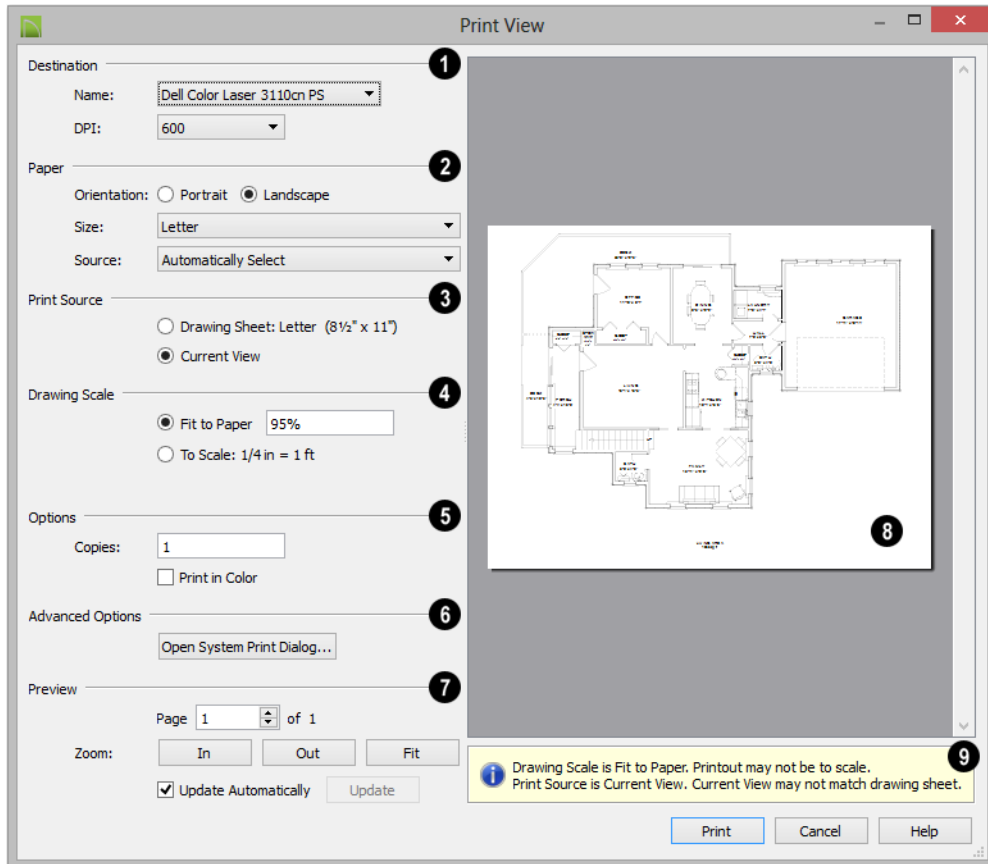 Print View
Destination 1
Name: Dell Color Laser 3110cn PS
DPI: 600
Paper 2
Orientation: Portrait Landscape
Size: Letter
Source: Automatically Select
Print Source 3
Drawing Sheet: Letter (8½" x 11")
Current View
Drawing Scale 4
Fit to Paper 95%
To Scale: 1/4 in = 1 ft
Options 5
Copies: 1
Print in Color
Advanced Options 6
Open System Print Dialog...
Preview 7
Page 1 of 1
Zoom: In Out Fit
Update Automatically Update
8
9
Drawing Scale is Fit to Paper. Printout may not be to scale.
Print Source is Current View. Current View may not match drawing sheet.
Print Cancel Help